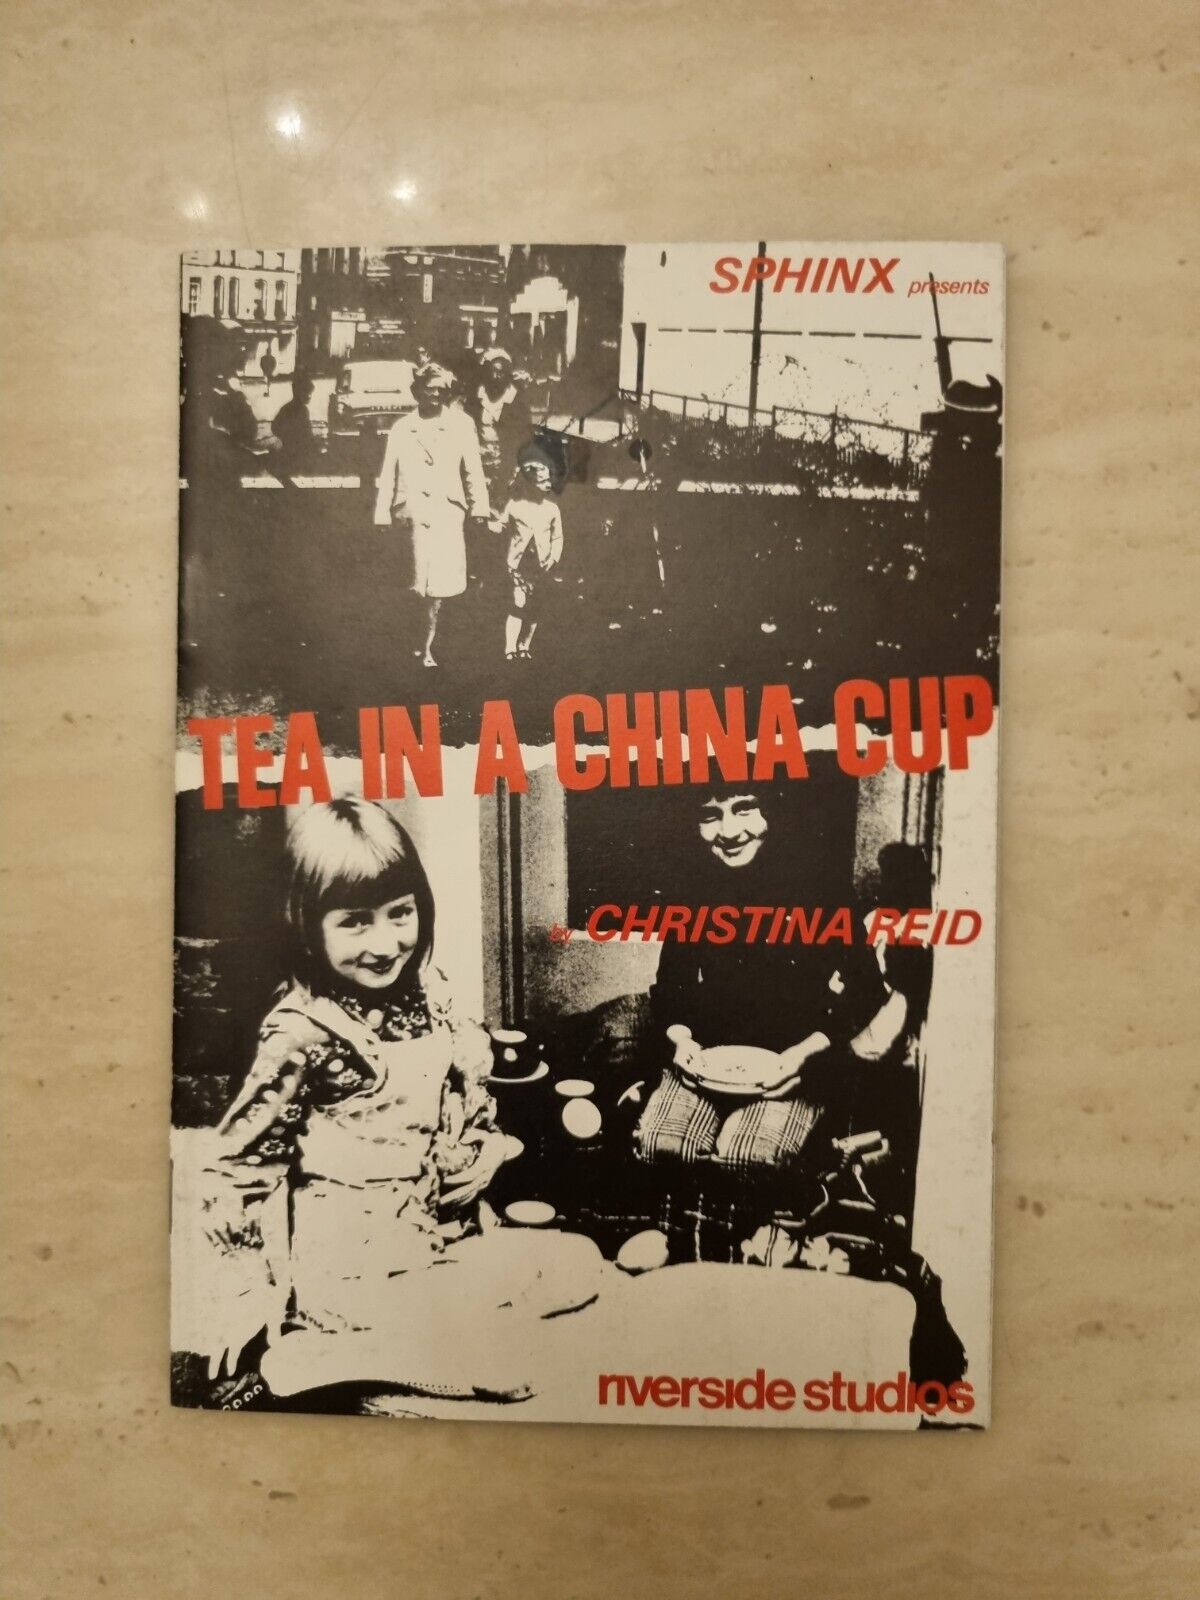 SPHINX presents
TEA IN A CHINA CUP
by CHRISTINA REID
riverside studios